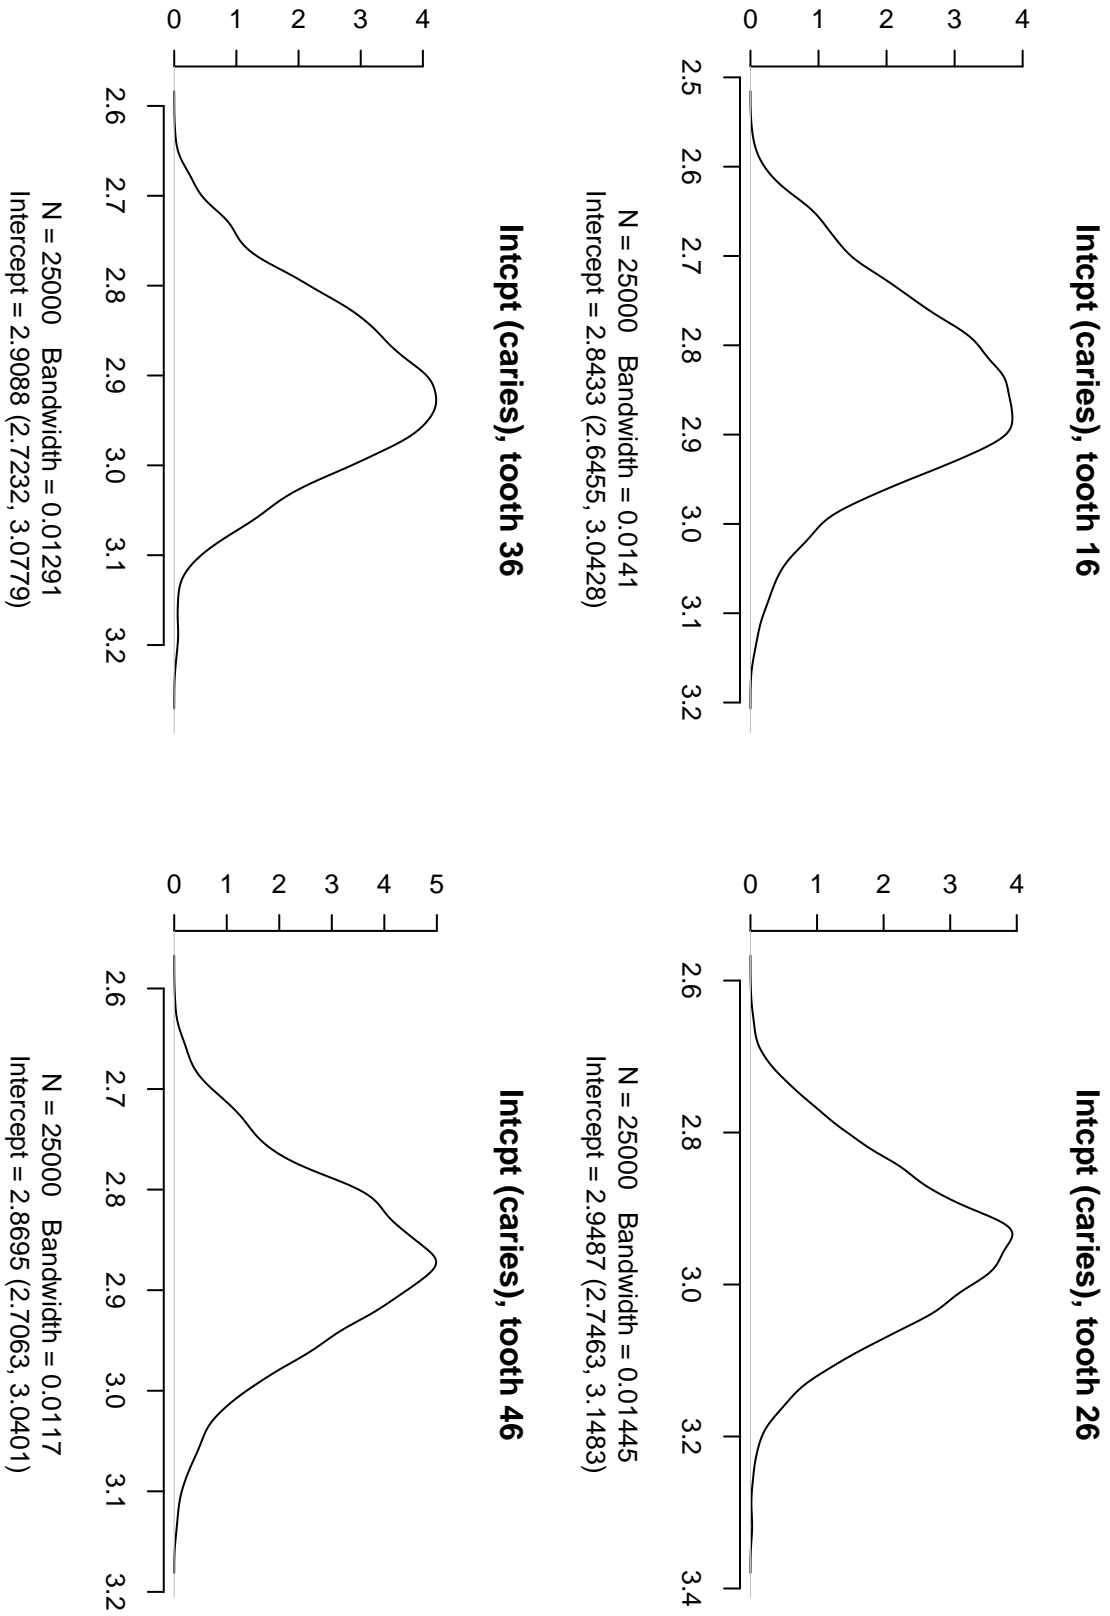 Intcpt (caries), tooth 16
0 1 2 3 4
2.5 2.6 2.7 2.8 2.9 3.0 3.1 3.2
N = 25000 Bandwidth = 0.0141
Intercept = 2.8433 (2.6455, 3.0428)
Intcpt (caries), tooth 26
0 1 2 3 4
2.6 2.8 3.0 3.2 3.4
N = 25000 Bandwidth = 0.01445
Intercept = 2.9487 (2.7463, 3.1483)
Intcpt (caries), tooth 36
0 1 2 3 4
2.6 2.7 2.8 2.9 3.0 3.1 3.2
N = 25000 Bandwidth = 0.01291
Intercept = 2.9088 (2.7232, 3.0779)
Intcpt (caries), tooth 46
0 1 2 3 4 5
2.6 2.7 2.8 2.9 3.0 3.1 3.2
N = 25000 Bandwidth = 0.0117
Intercept = 2.8695 (2.7063, 3.0401)